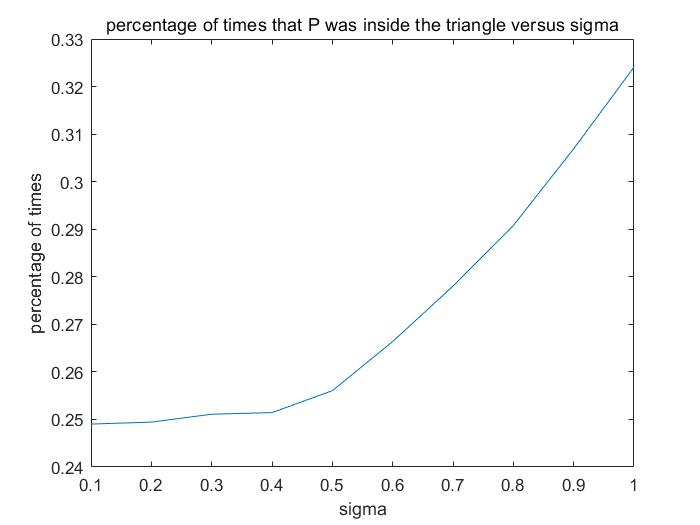 percentage of times that P was inside the triangle versus sigma
0.33
0.32
0.31
0.3
0.29
0.28
0.27
0.26
0.25
0.24
percentage of times
0.1 0.2 0.3 0.4 0.5 0.6 0.7 0.8 0.9 1
sigma